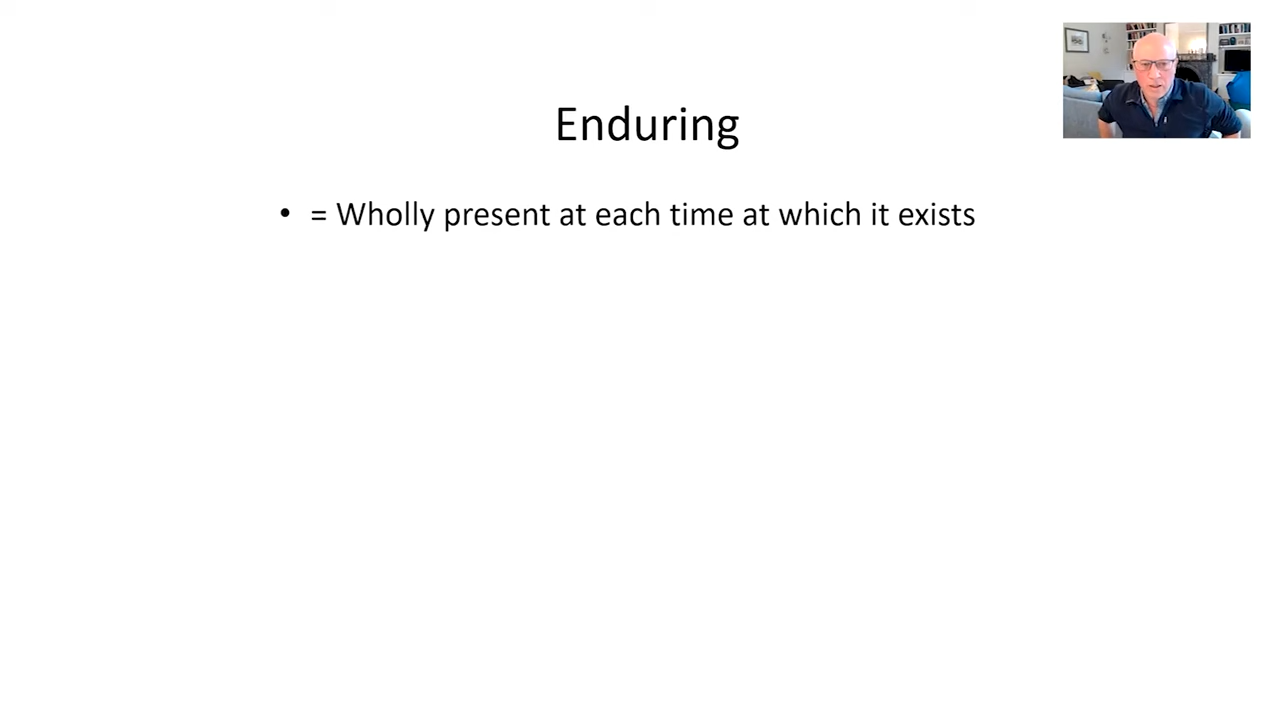 Enduring
• = Wholly present at each time at which it exists